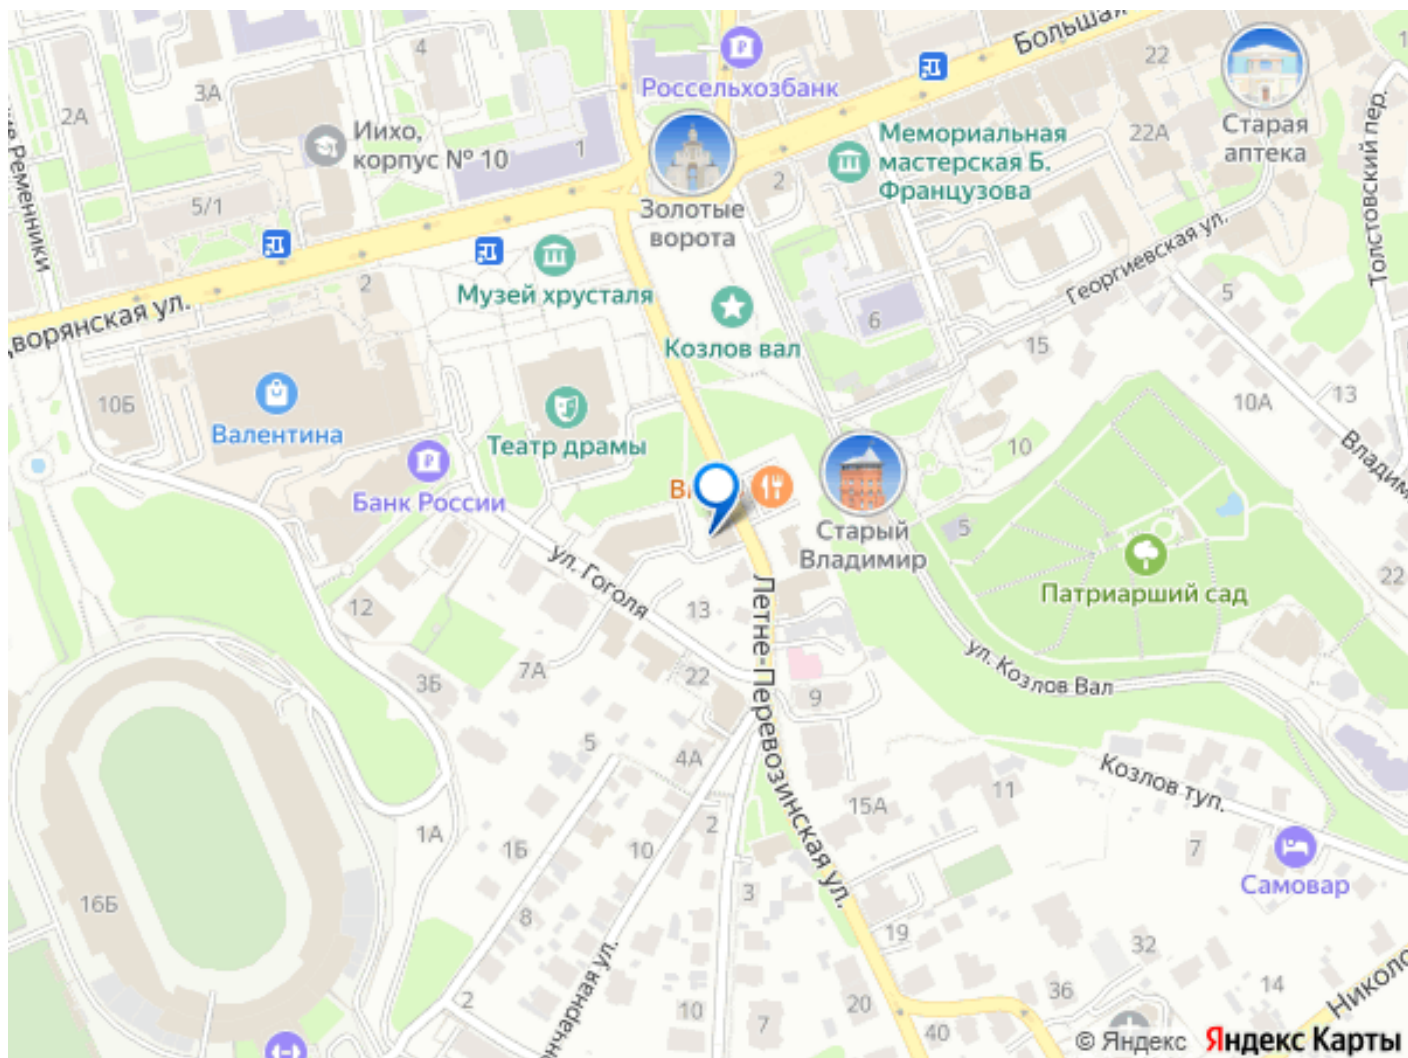 Большая
22
4
Россельхозбанк
3А
2А
Иихо,
корпус № 10
1
Мемориальная
мастерская Б.
Французова
22А
Старая
аптека
Толстовский пер.
2
5/1
Золотые
ворота
Ременники
Георгиевская ул.
Музей хрусталя
2
5
6
Козлов вал
15
дворянская ул.
10Б
Валентина
Театр драмы
10А
13
10
Банк России
5
Старый
Владимир
ул. Гоголя
Патриарший сад
22
12
13
7А
3Б
22
9
ул. Козлов Вал
Летне-Перевозинская ул.
5
4А
Козлов туп.
11
15А
2
1А
1Б
10
7
Самовар
3
16Б
8
19
32
2
10
20
36
14
7
40
© Яндекс Яндекс Карты